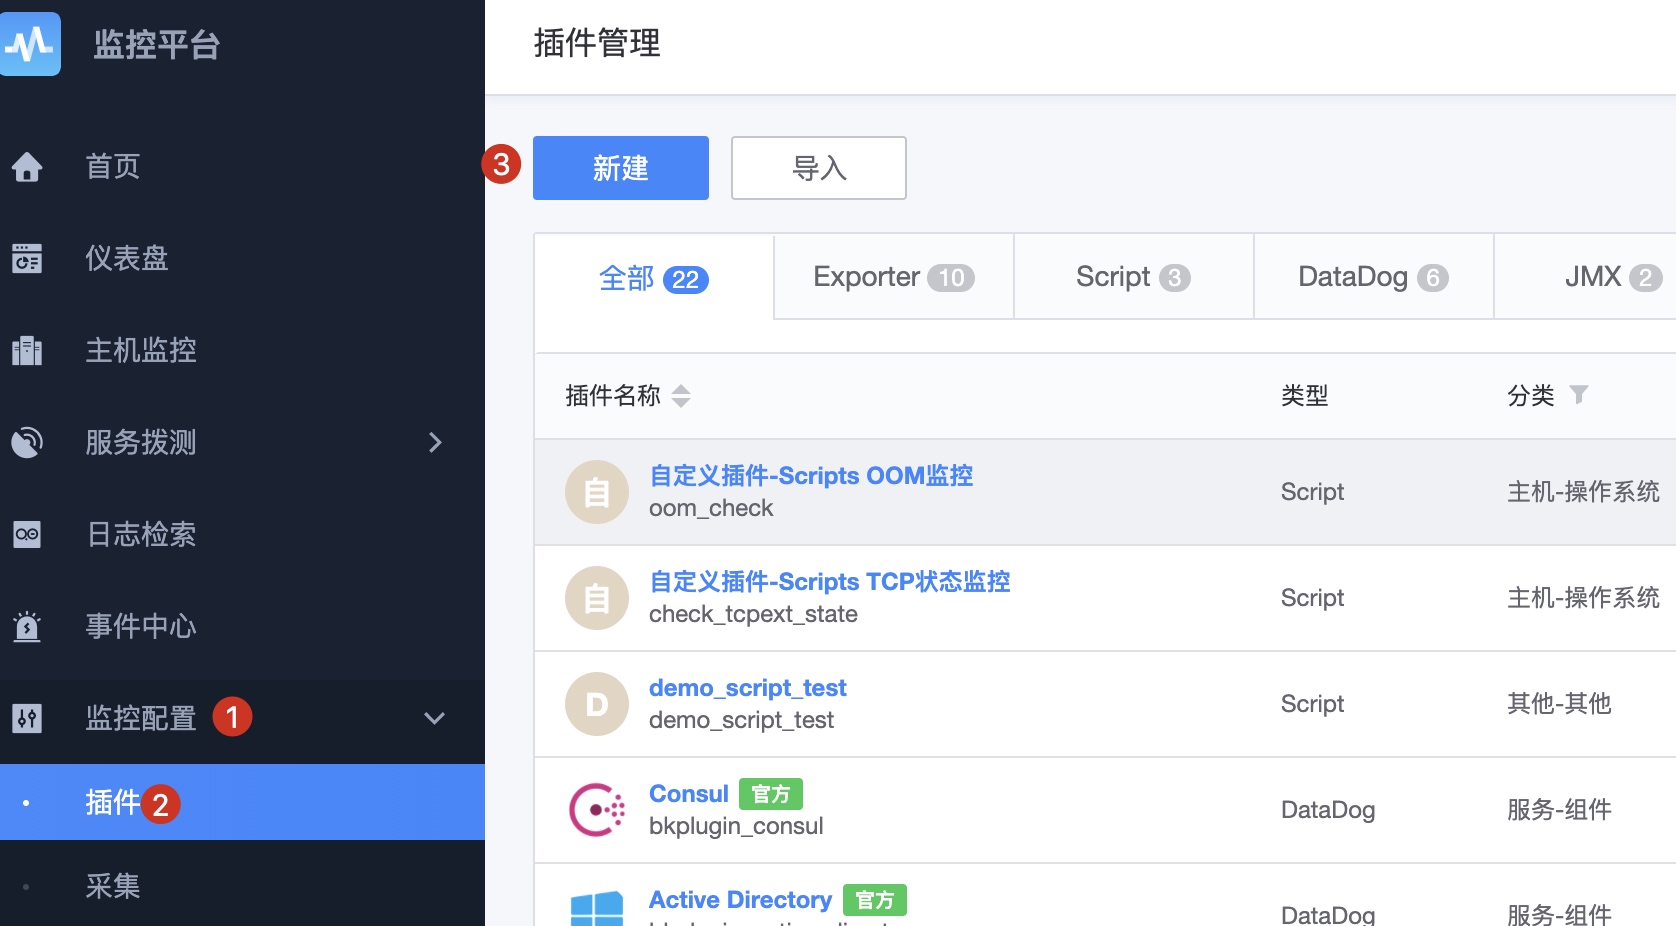 监控平台
首页
仪表盘
主机监控
服务拨测
日志检索
事件中心
监控配置 1
插件 2
采集
插件管理
3 新建 导入
全部 22 Exporter 10 Script 3 DataDog 6 JMX 2
插件名称 类型 分类
自 自定义插件-Scripts OOM监控
oom_check Script 主机-操作系统
自 自定义插件-Scripts TCP状态监控
check_tcpext_state Script 主机-操作系统
D demo_script_test
demo_script_test Script 其他-其他
Consul 官方
bkplugin_consul DataDog 服务-组件
Active Directory 官方
DataDog 服务-组件